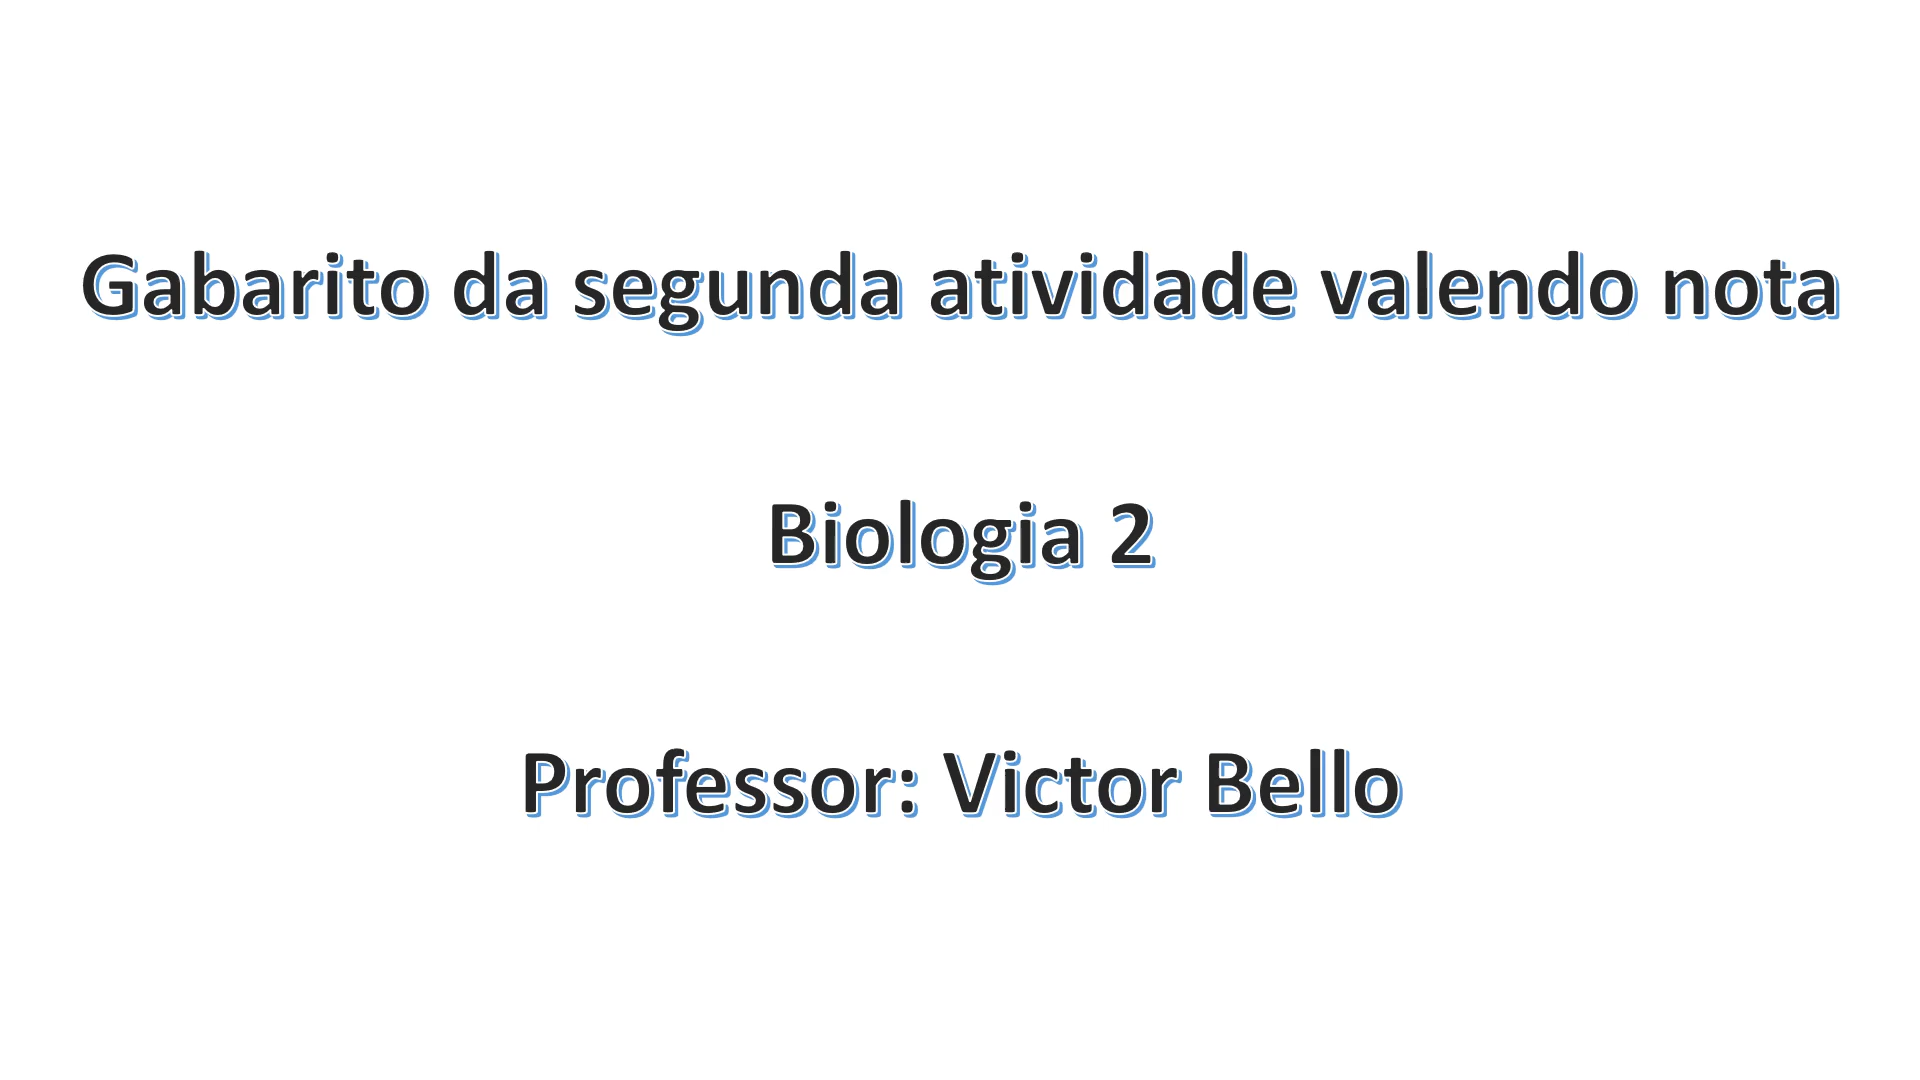 Gabarito da segunda atividade valendo nota
Biologia 2
Professor: Victor Bello